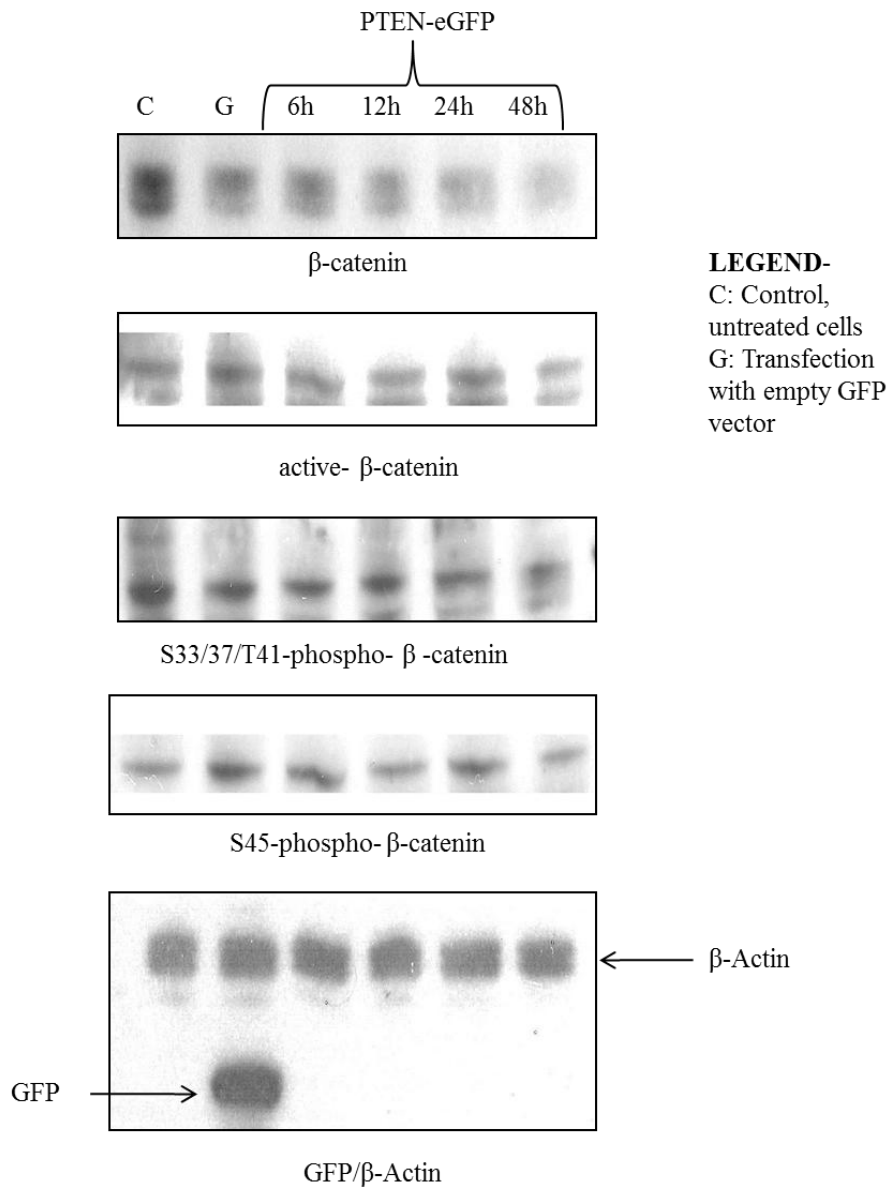 PTEN-eGFP
C G 6h 12h 24h 48h
β-catenin
LEGEND-
C: Control,
untreated cells
G: Transfection
with empty GFP
vector
active- β-catenin
S33/37/T41-phospho- β -catenin
S45-phospho- β-catenin
β-Actin
GFP
GFP/β-Actin